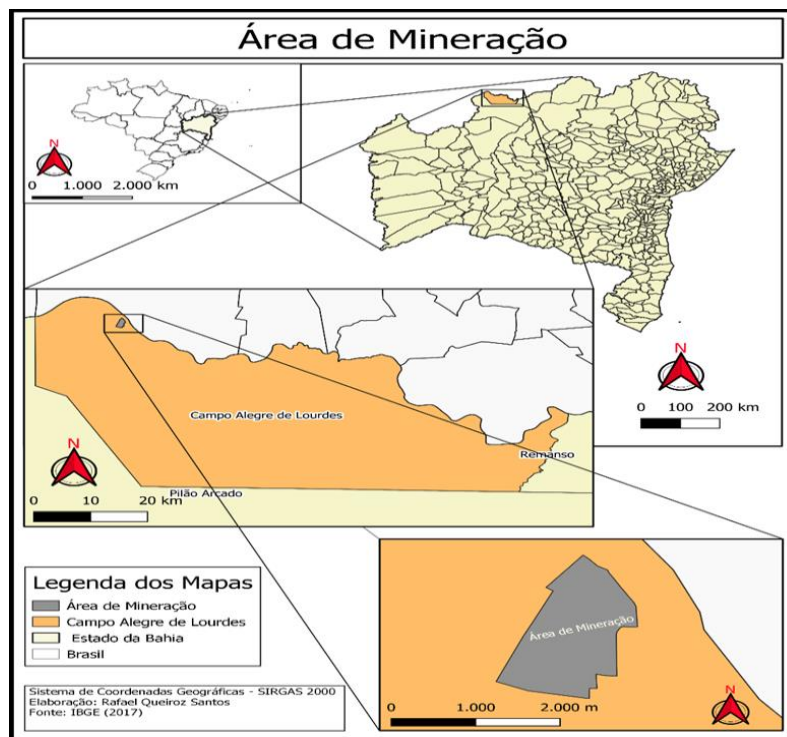 Área de Mineração
N
0 1.000 2.000 km
N
0 100 200 km
Campo Alegre de Lourdes
Remanso
Pilão Arcado
N
0 10 20 km
Área de Mineração
0 1.000 2.000 m
N
Legenda dos Mapas
Área de Mineração
Campo Alegre de Lourdes
Estado da Bahia
Brasil
Sistema de Coordenadas Geográficas - SIRGAS 2000
Elaboração: Rafael Queiroz Santos
Fonte: IBGE (2017)